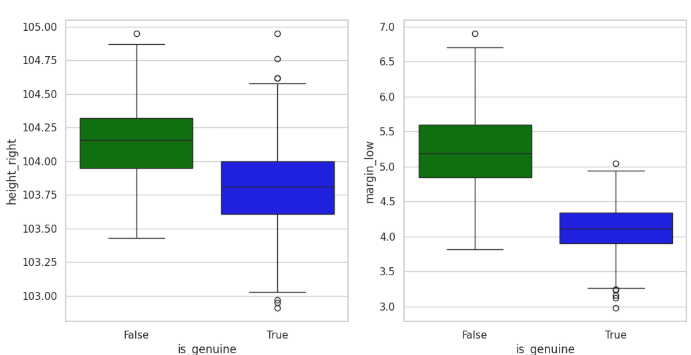 height_right
105.00
104.75
104.50
104.25
104.00
103.75
103.50
103.25
103.00
False
True
is_genuine
margin_low
7.0
6.5
6.0
5.5
5.0
4.5
4.0
3.5
3.0
False
True
is_genuine